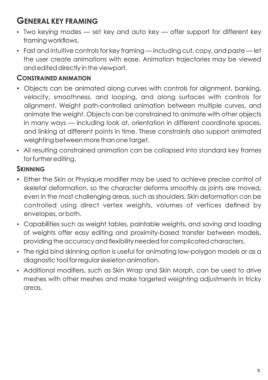 GENERAL KEY FRAMING
• Two keying modes — set key and auto key — offer support for different key
framing workflows.
• Fast and intuitive controls for key framing — including cut, copy, and paste — let
the user create animations with ease. Animation trajectories may be viewed
and edited directly in the viewport.
CONSTRAINED ANIMATION
• Objects can be animated along curves with controls for alignment, banking,
velocity, smoothness, and looping, and along surfaces with controls for
alignment. Weight path-controlled animation between multiple curves, and
animate the weight. Objects can be constrained to animate with other objects
in many ways — including look at, orientation in different coordinate spaces,
and linking at different points in time. These constraints also support animated
weighting between more than one target.
• All resulting constrained animation can be collapsed into standard key frames
for further editing.
SKINNING
• Either the Skin or Physique modifier may be used to achieve precise control of
skeletal deformation, so the character deforms smoothly as joints are moved,
even in the most challenging areas, such as shoulders. Skin deformation can be
controlled using direct vertex weights, volumes of vertices defined by
envelopes, or both.
• Capabilities such as weight tables, paintable weights, and saving and loading
of weights offer easy editing and proximity-based transfer between models,
providing the accuracy and flexibility needed for complicated characters.
• The rigid bind skinning option is useful for animating low-polygon models or as a
diagnostic tool for regular skeleton animation.
• Additional modifiers, such as Skin Wrap and Skin Morph, can be used to drive
meshes with other meshes and make targeted weighting adjustments in tricky
areas.